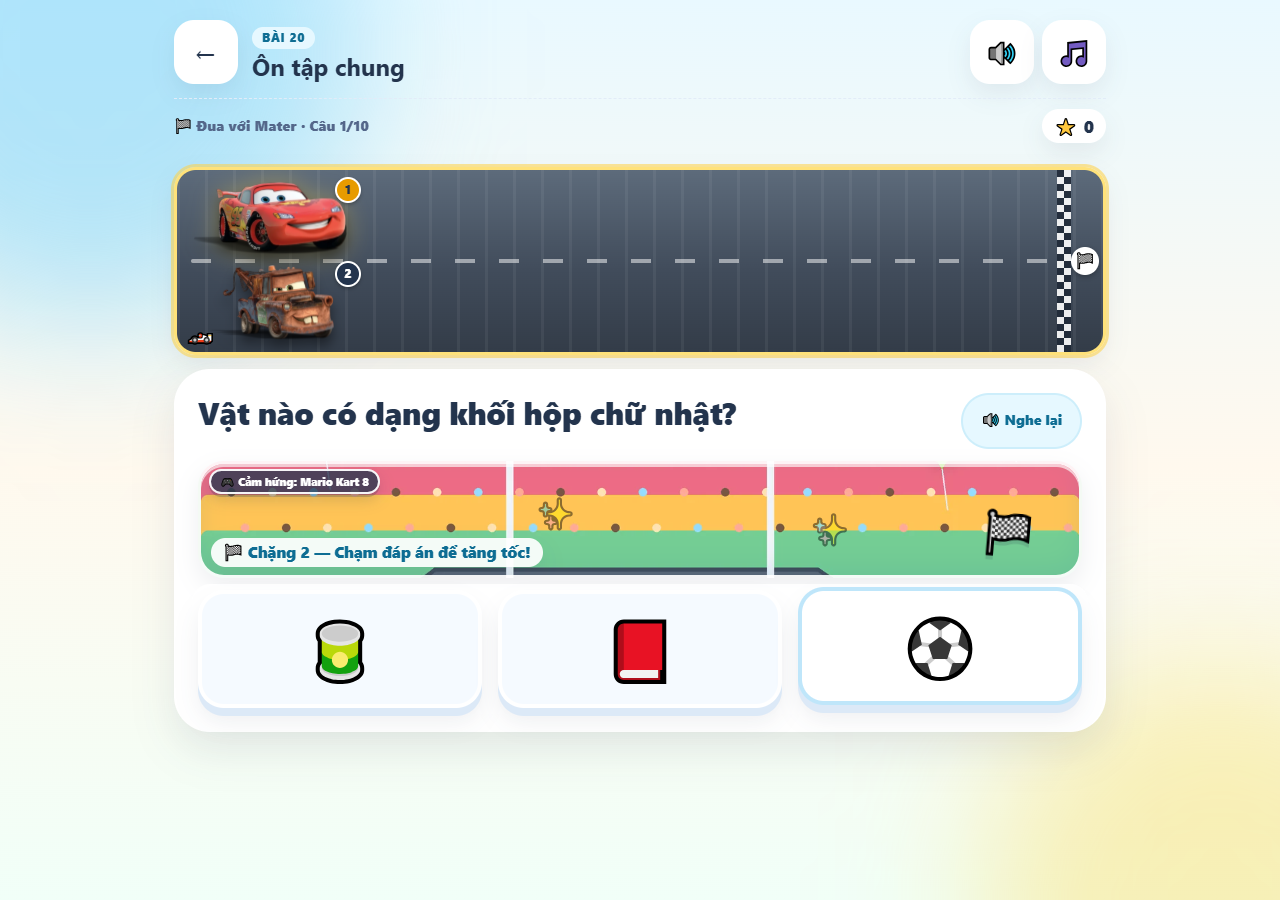 ←
BÀI 20
Ôn tập chung
Đua với Mater · Câu 1/10
0
1
2
Vật nào có dạng khối hộp chữ nhật?
Nghe lại
Cảm hứng: Mario Kart 8
Chặng 2 — Chạm đáp án để tăng tốc!